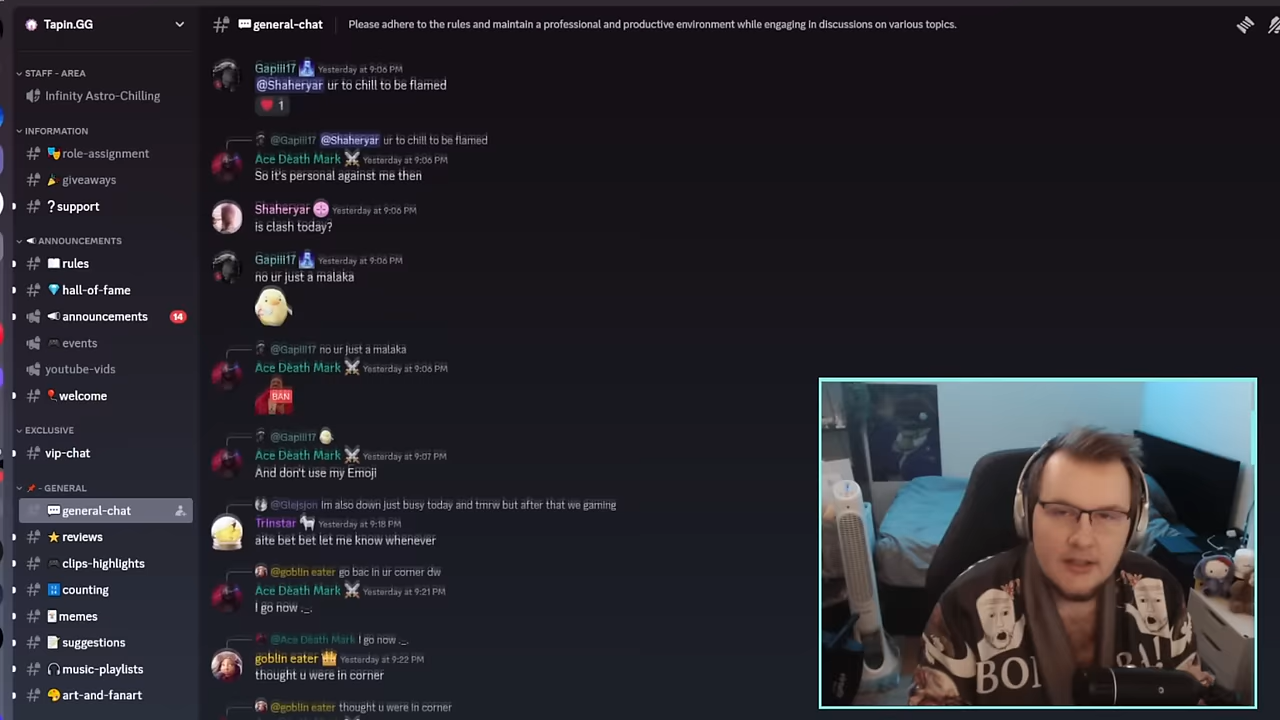 Tapin.GG
STAFF - AREA
Infinity Astro-Chilling
INFORMATION
role-assignment
giveaways
? support
ANNOUNCEMENTS
rules
hall-of-fame
announcements 14
events
youtube-vids
welcome
EXCLUSIVE
vip-chat
- GENERAL
general-chat
reviews
clips-highlights
counting
memes
suggestions
music-playlists
art-and-fanart
general-chat Please adhere to the rules and maintain a professional and productive environment while engaging in discussions on various topics.
Gapiii17 Yesterday at 9:06 PM
@Shaheryar ur to chill to be flamed
1
@Gapiii17 @Shaheryar ur to chill to be flamed
Ace Death Mark Yesterday at 9:06 PM
So it's personal against me then
Shaheryar Yesterday at 9:06 PM
is clash today?
Gapiii17 Yesterday at 9:06 PM
no ur just a malaka
@Gapiii17 no ur just a malaka
Ace Death Mark Yesterday at 9:06 PM
BAN
@Gapiii17
Ace Death Mark Yesterday at 9:07 PM
And don't use my Emoji
im also down just busy today and tmrw but after that we gaming
Trinstar Yesterday at 9:18 PM
aite bet bet let me know whenever
@goblin eater go bac in ur corner dw
Ace Death Mark Yesterday at 9:21 PM
I go now ._.
@Ace Death Mark I go now ._.
goblin eater Yesterday at 9:22 PM
thought u were in corner
@goblin eater thought u were in corner